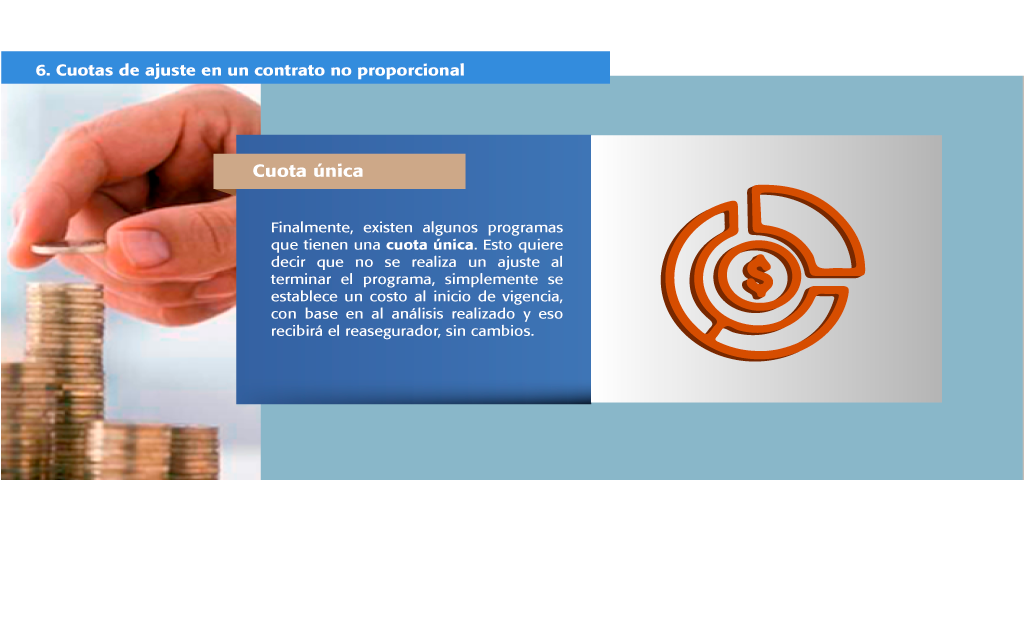 6. Cuotas de ajuste en un contrato no proporcional
Cuota única
Finalmente, existen algunos programas
que tienen una cuota única. Esto quiere
decir que no se realiza un ajuste al
terminar el programa, simplemente se
establece un costo al inicio de vigencia,
con base en al análisis realizado y eso
recibirá el reasegurador, sin cambios.
$